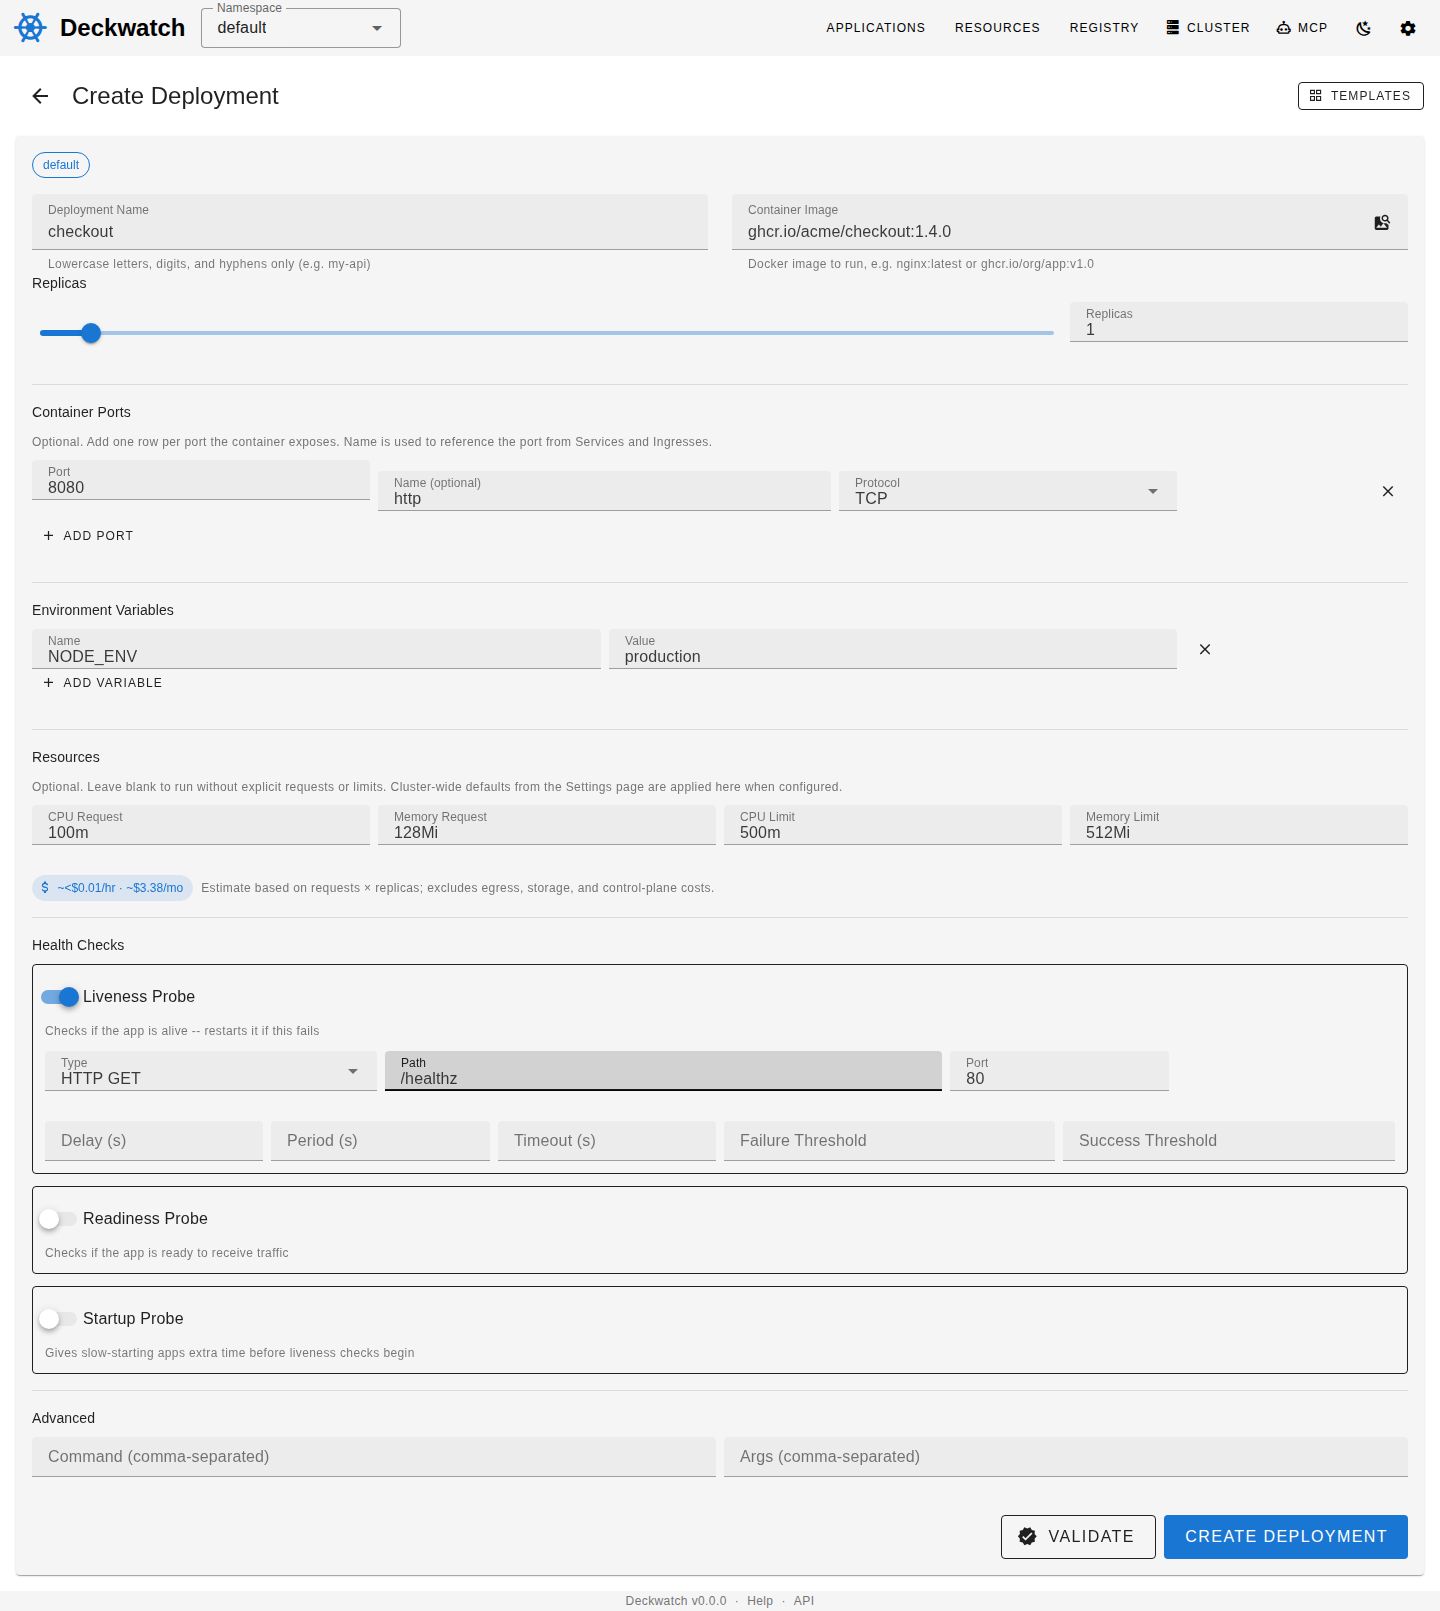 Deckwatch
Namespace
default
APPLICATIONS
RESOURCES
REGISTRY
CLUSTER
MCP
Create Deployment
TEMPLATES
default
Deployment Name
checkout
Lowercase letters, digits, and hyphens only (e.g. my-api)
Container Image
ghcr.io/acme/checkout:1.4.0
Docker image to run, e.g. nginx:latest or ghcr.io/org/app:v1.0
Replicas
Replicas
1
Container Ports
Optional. Add one row per port the container exposes. Name is used to reference the port from Services and Ingresses.
Port
8080
Name (optional)
http
Protocol
TCP
ADD PORT
Environment Variables
Name
NODE_ENV
Value
production
ADD VARIABLE
Resources
Optional. Leave blank to run without explicit requests or limits. Cluster-wide defaults from the Settings page are applied here when configured.
CPU Request
100m
Memory Request
128Mi
CPU Limit
500m
Memory Limit
512Mi
~<$0.01/hr · ~$3.38/mo
Estimate based on requests × replicas; excludes egress, storage, and control-plane costs.
Health Checks
Liveness Probe
Checks if the app is alive -- restarts it if this fails
Type
HTTP GET
Path
/healthz
Port
80
Delay (s)
Period (s)
Timeout (s)
Failure Threshold
Success Threshold
Readiness Probe
Checks if the app is ready to receive traffic
Startup Probe
Gives slow-starting apps extra time before liveness checks begin
Advanced
Command (comma-separated)
Args (comma-separated)
VALIDATE
CREATE DEPLOYMENT
Deckwatch v0.0.0 · Help · API